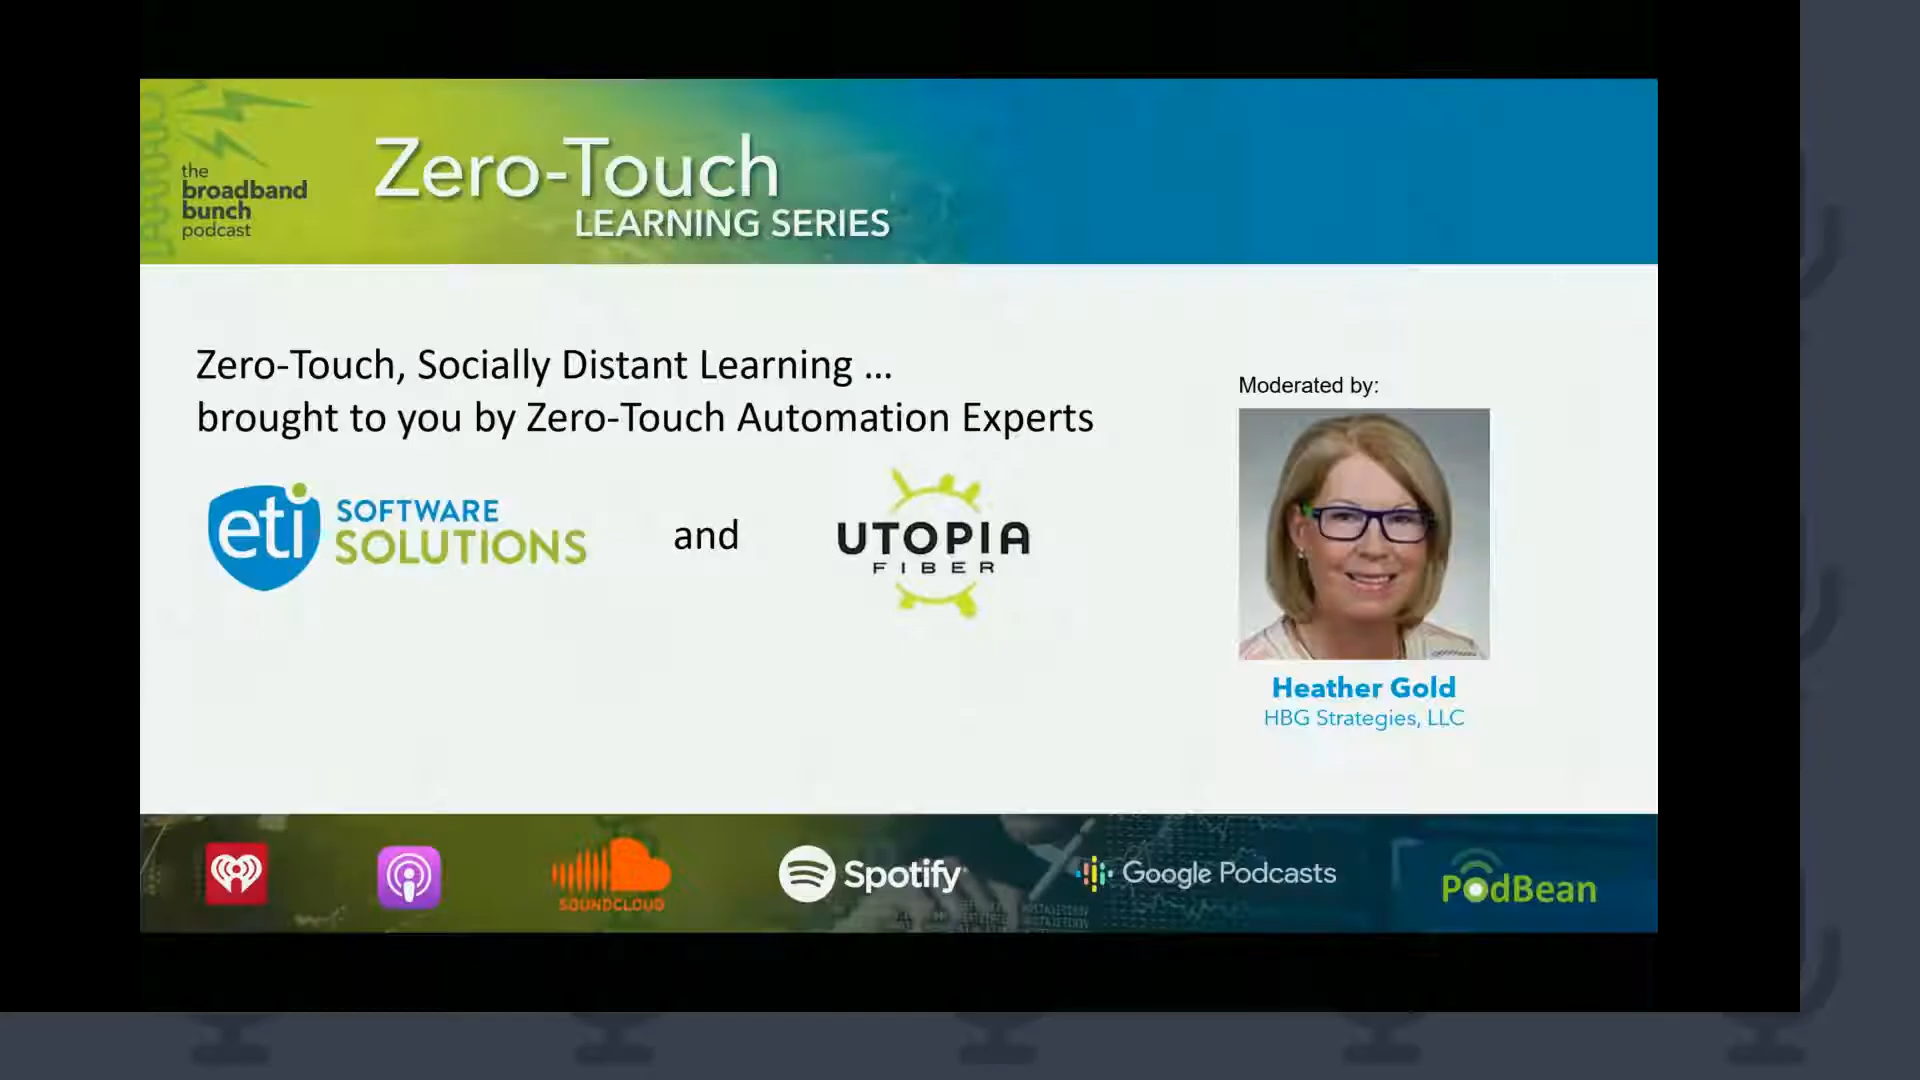 the
broadband
bunch
podcast
Zero-Touch
LEARNING SERIES
Zero-Touch, Socially Distant Learning ...
brought to you by Zero-Touch Automation Experts
Moderated by:
eti SOFTWARE
SOLUTIONS
and
UTOPIA
FIBER
Heather Gold
HBG Strategies, LLC
SOUNDCLOUD
Spotify
Google Podcasts
PodBean